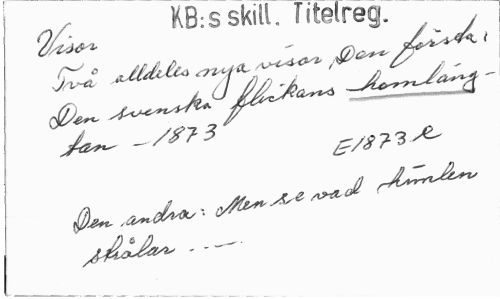 KB:s skill. Titelreg.
Visor
Två alldeles nya visor, Den första:
Den svenska flickans hemläng-
tan - 1873
E1873 e
Den andra: Men se vad himlen
strålar ...—